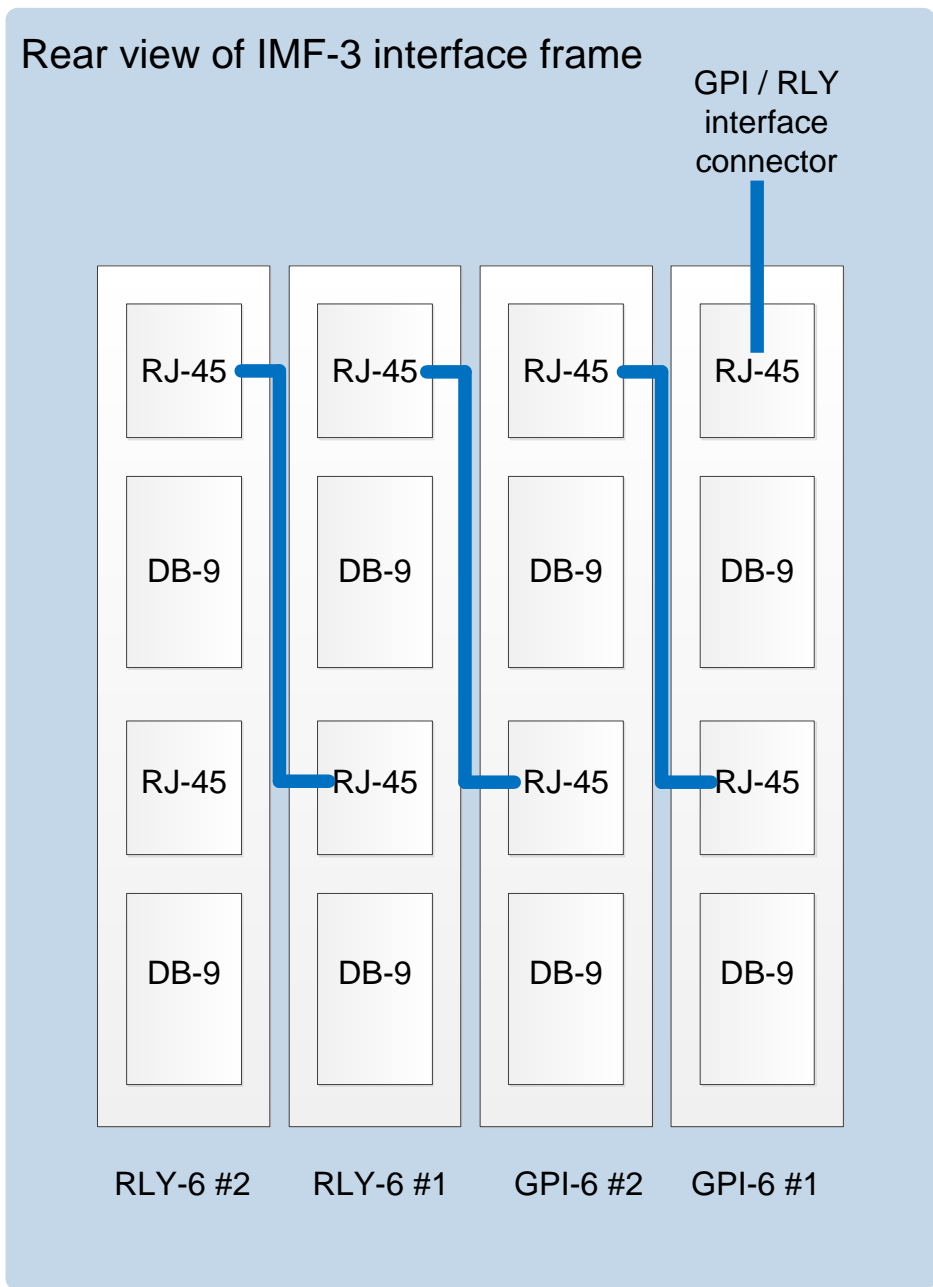 Rear view of IMF-3 interface frame
GPI / RLY
interface
connector
RJ-45 RJ-45 RJ-45 RJ-45
DB-9 DB-9 DB-9 DB-9
RJ-45 RJ-45 RJ-45 RJ-45
DB-9 DB-9 DB-9 DB-9
RLY-6 #2 RLY-6 #1 GPI-6 #2 GPI-6 #1